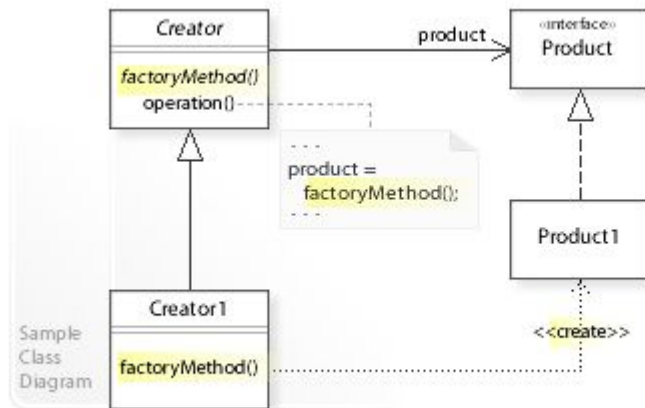 Creator
factoryMethod()
operation()
product
«interface»
Product
. . .
product =
factoryMethod();
. . .
Product1
Creator1
factoryMethod()
<<create>>
Sample
Class
Diagram